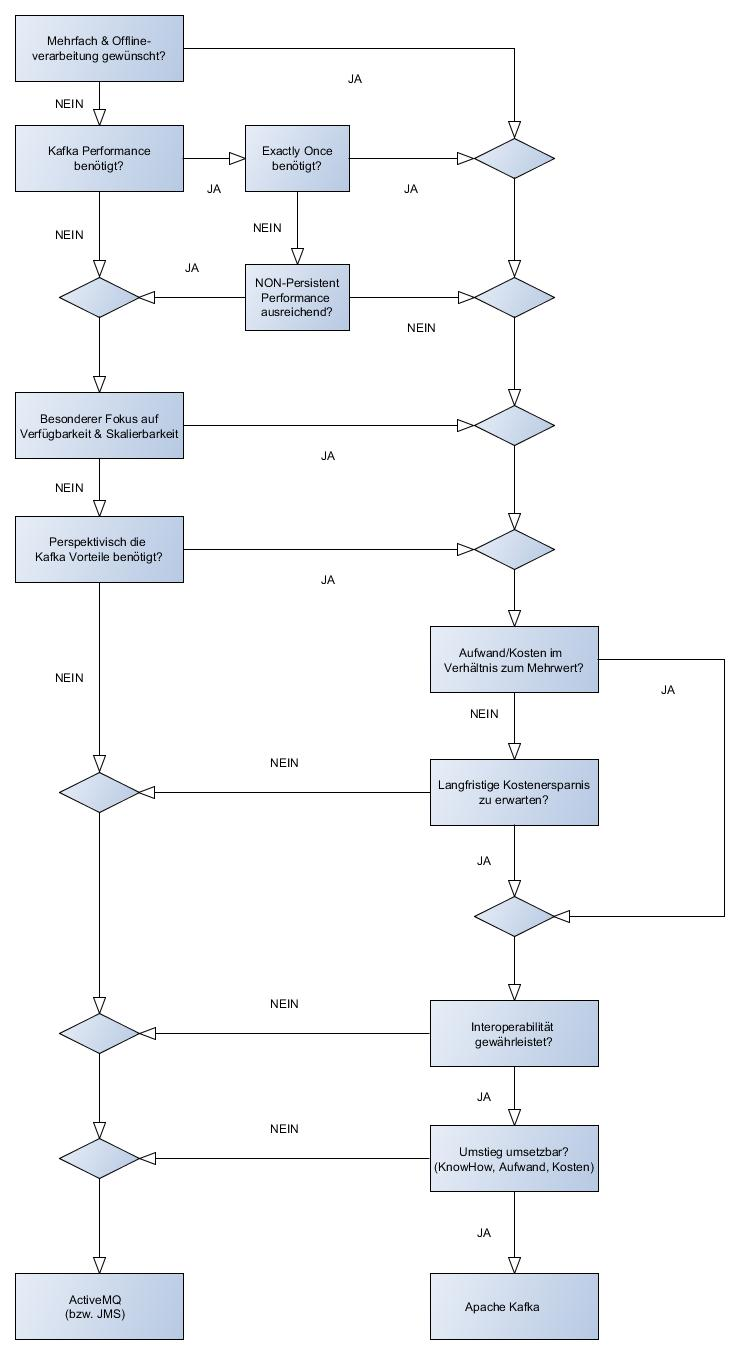 Mehrfach & Offline-
verarbeitung gewünscht?
JA
NEIN
Kafka Performance
benötigt?
JA
Exactly Once
benötigt?
JA
NEIN
NEIN
JA
NON-Persistent
Performance
ausreichend?
NEIN
Besonderer Fokus auf
Verfügbarkeit & Skalierbarkeit
JA
NEIN
Perspektivisch die
Kafka Vorteile benötigt?
JA
NEIN
Aufwand/Kosten im
Verhältnis zum Mehrwert?
JA
NEIN
NEIN
Langfristige Kostenersparnis
zu erwarten?
JA
NEIN
Interoperabilität
gewährleistet?
JA
NEIN
Umstieg umsetzbar?
(KnowHow, Aufwand, Kosten)
JA
ActiveMQ
(bzw. JMS)
Apache Kafka